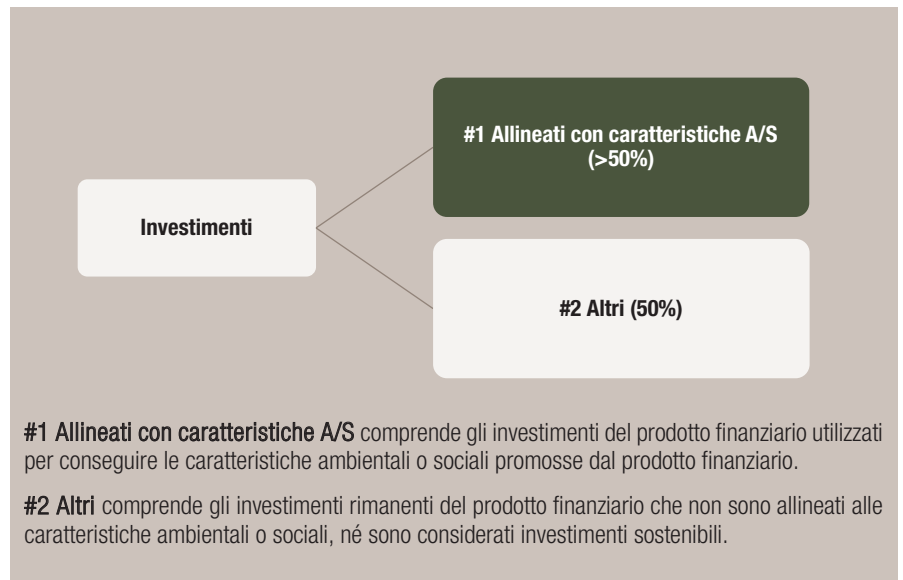 #1 Allineati con caratteristiche A/S
(>50%)
Investimenti
#2 Altri (50%)
#1 Allineati con caratteristiche A/S comprende gli investimenti del prodotto finanziario utilizzati
per conseguire le caratteristiche ambientali o sociali promosse dal prodotto finanziario.
#2 Altri comprende gli investimenti rimanenti del prodotto finanziario che non sono allineati alle
caratteristiche ambientali o sociali, né sono considerati investimenti sostenibili.